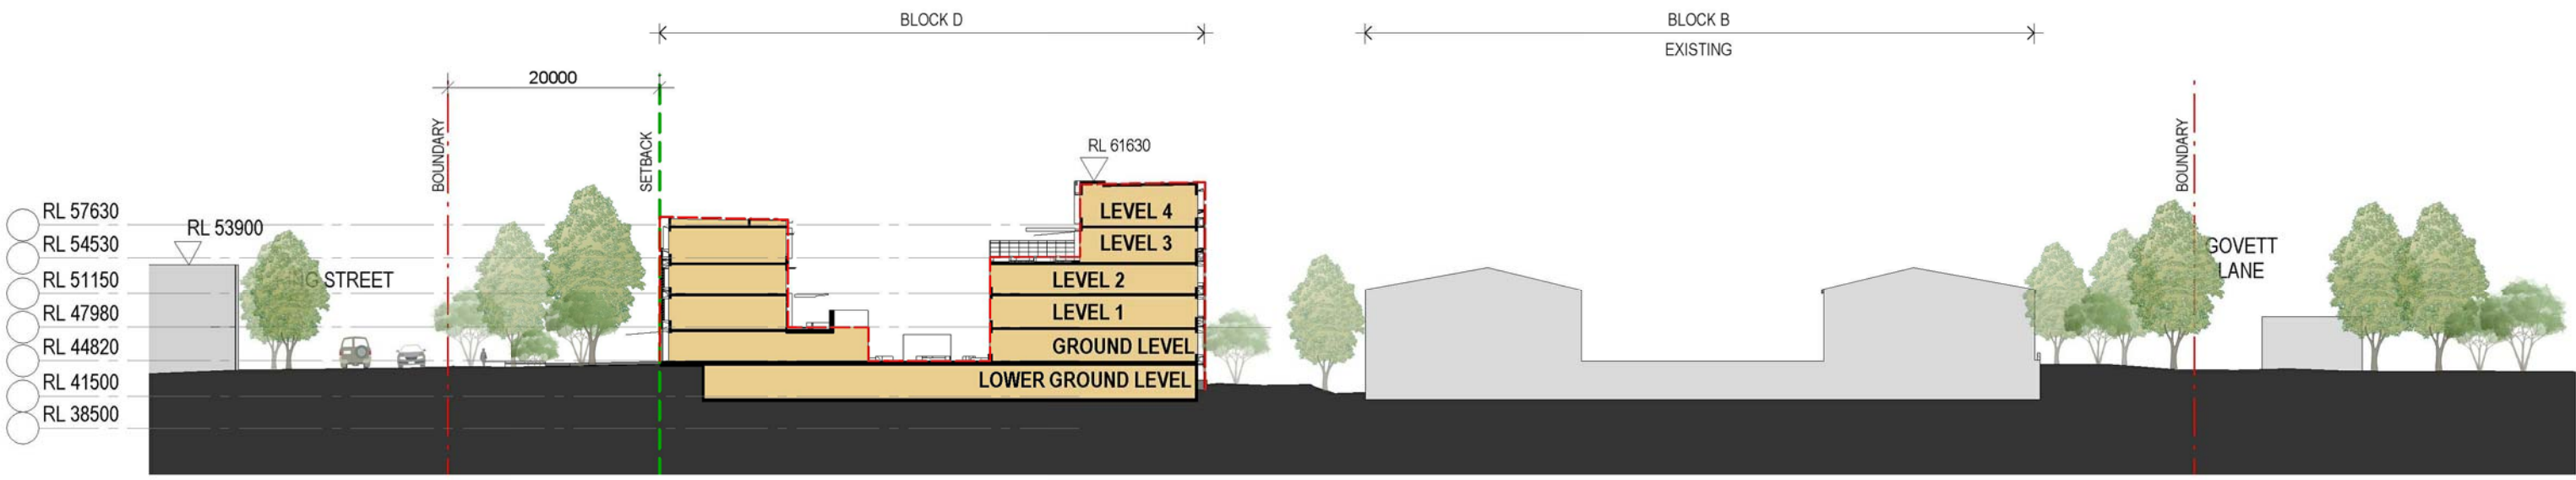 BLOCK D
BLOCK B
EXISTING
20000
BOUNDARY
SETBACK
BOUNDARY
RL 61630
RL 57630
RL 53900
RL 54530
RL 51150
RL 47980
RL 44820
RL 41500
RL 38500
G STREET
LEVEL 4
LEVEL 3
LEVEL 2
LEVEL 1
GROUND LEVEL
LOWER GROUND LEVEL
GOVETT
LANE